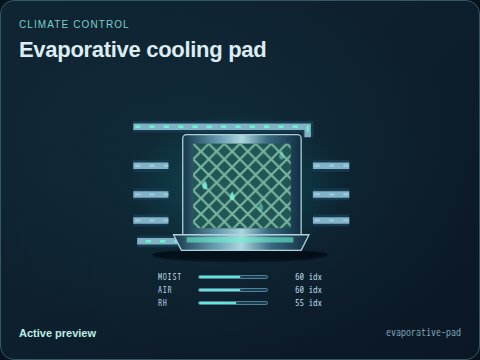 CLIMATE CONTROL
Evaporative cooling pad
MOIST 60 idx
AIR 60 idx
RH 55 idx
Active preview
evaporative-pad